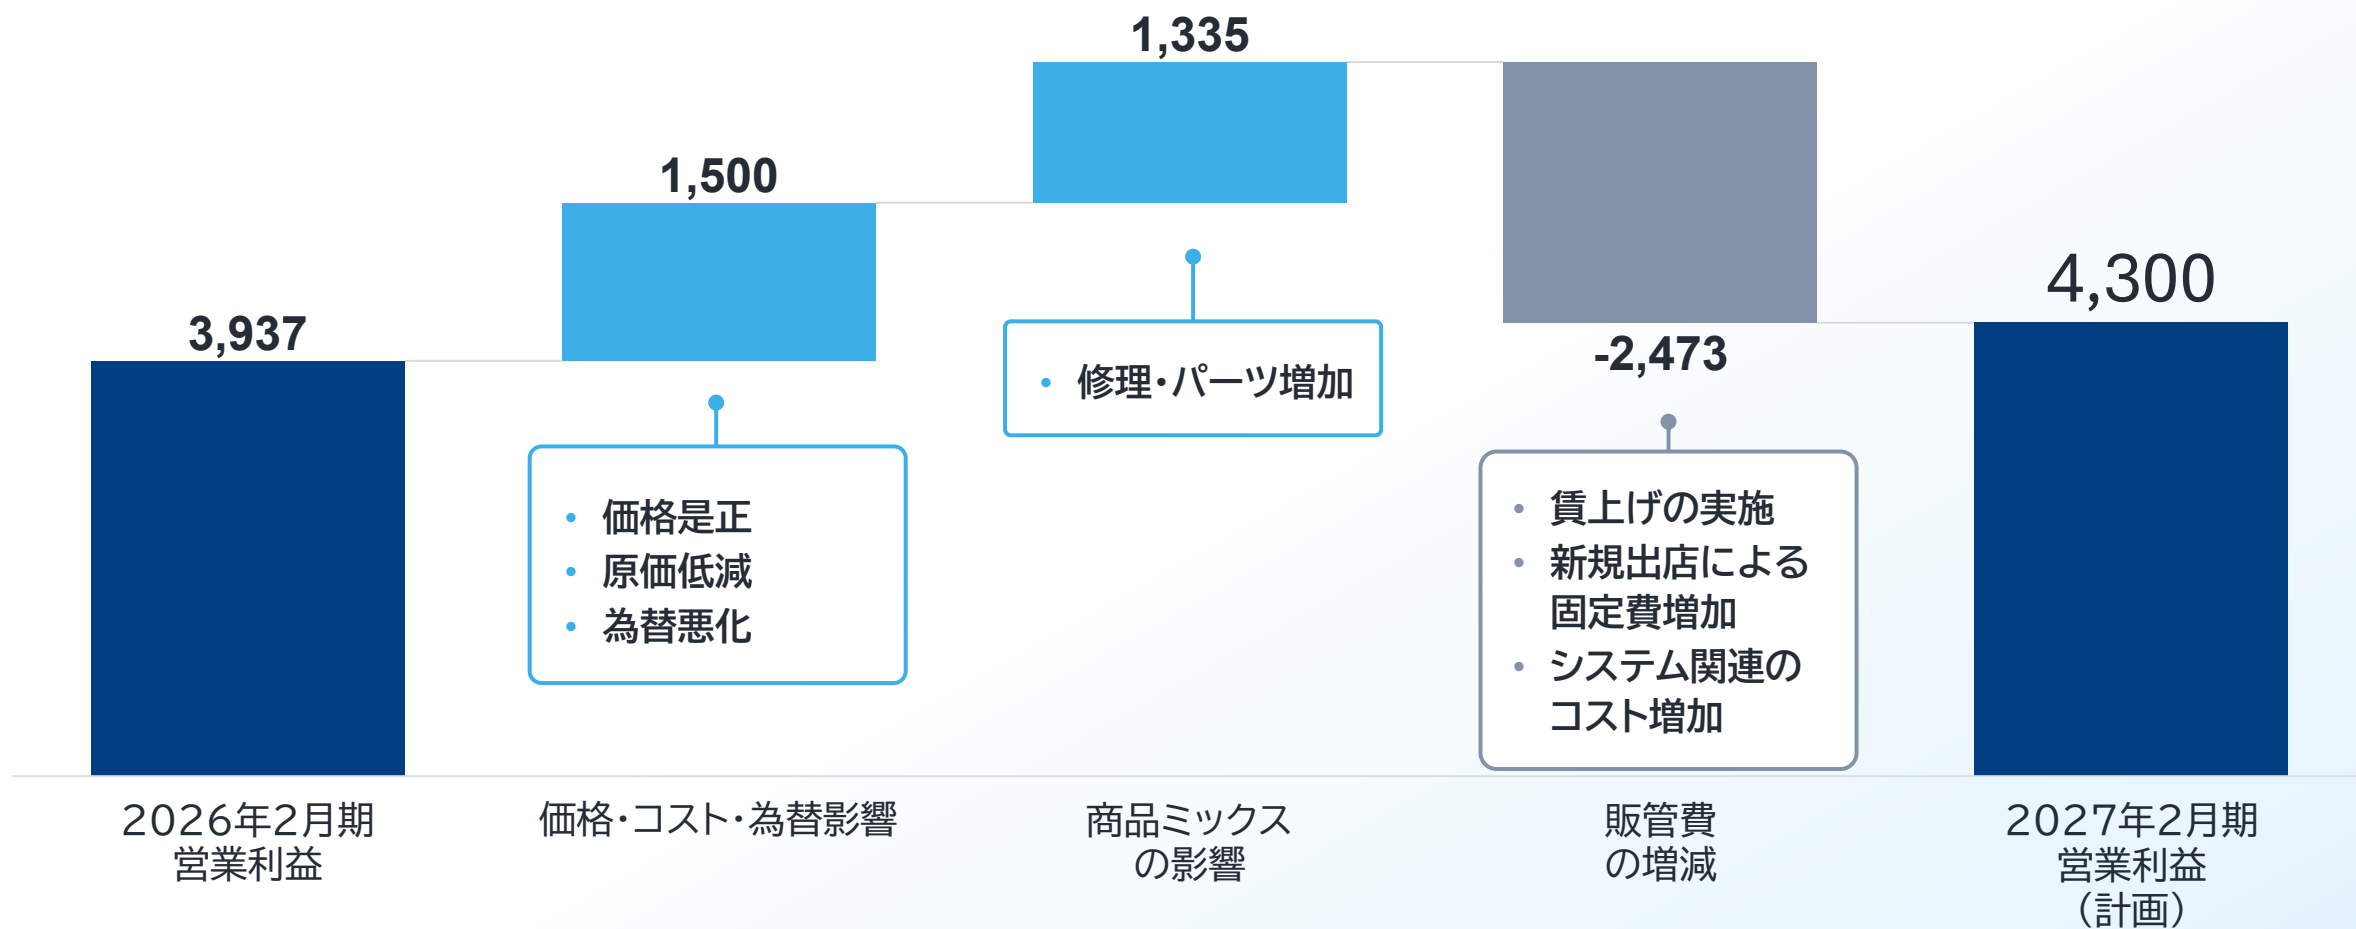 3,937
1,500
1,335
-2,473
4,300
• 価格是正
• 原価低減
• 為替悪化
• 修理・パーツ増加
• 賃上げの実施
• 新規出店による
固定費増加
• システム関連の
コスト増加
2026年2月期
営業利益
価格・コスト・為替影響
商品ミックス
の影響
販管費
の増減
2027年2月期
営業利益
（計画）